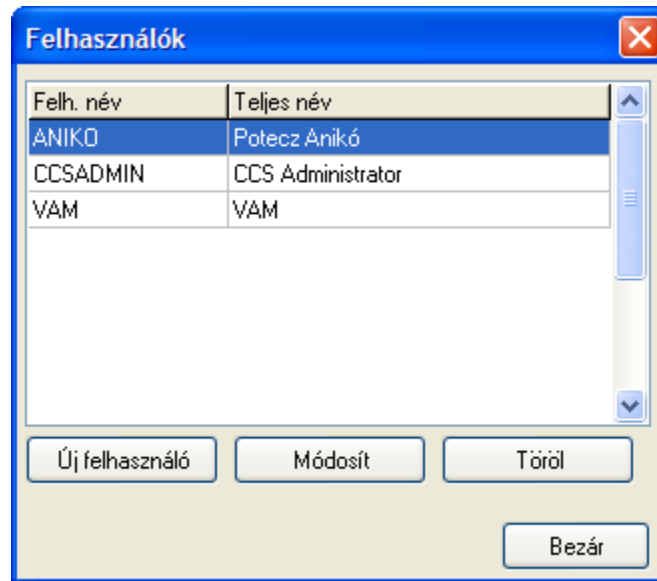 Felhasználók
Felh. név Teljes név
ANIKO Potecz Anikó
CCSADMIN CCS Administrator
VAM VAM
Új felhasználó Módosít Töröl
Bezár